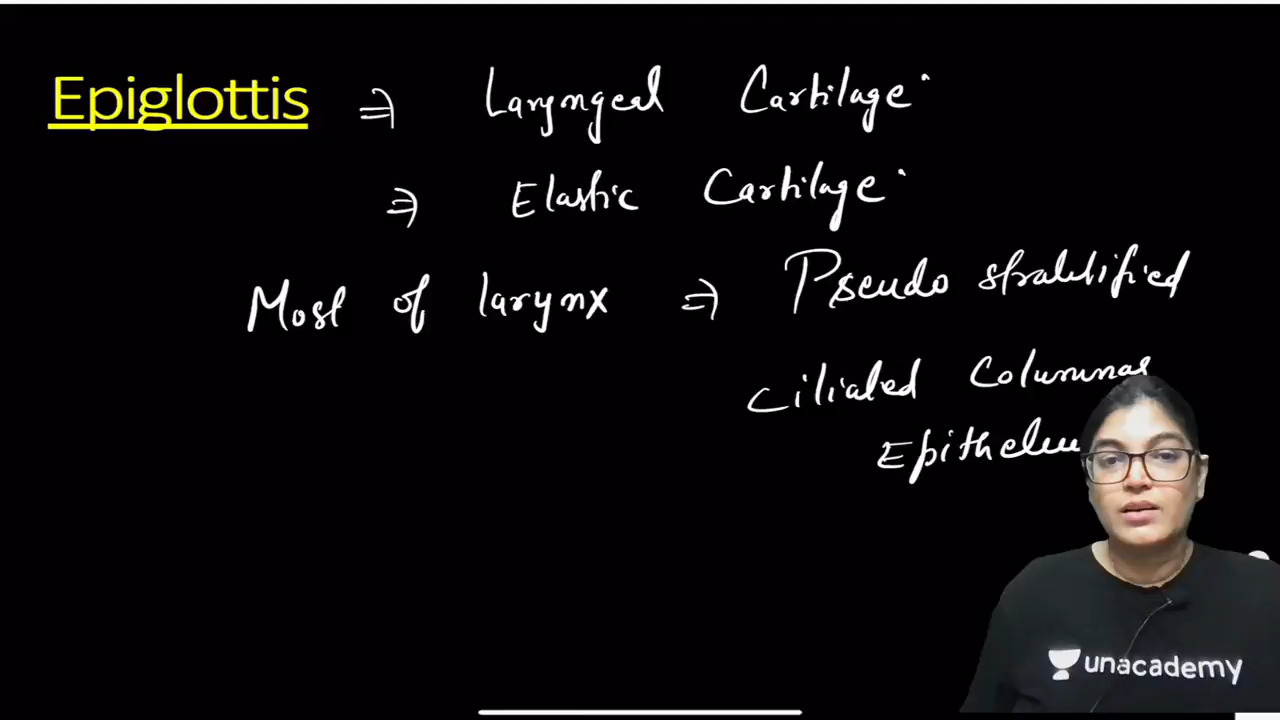 Epiglottis ⇒ Laryngeal Cartilage
⇒ Elastic Cartilage
Most of larynx ⇒ Pseudo stratified
Ciliated Columnar
unacademy